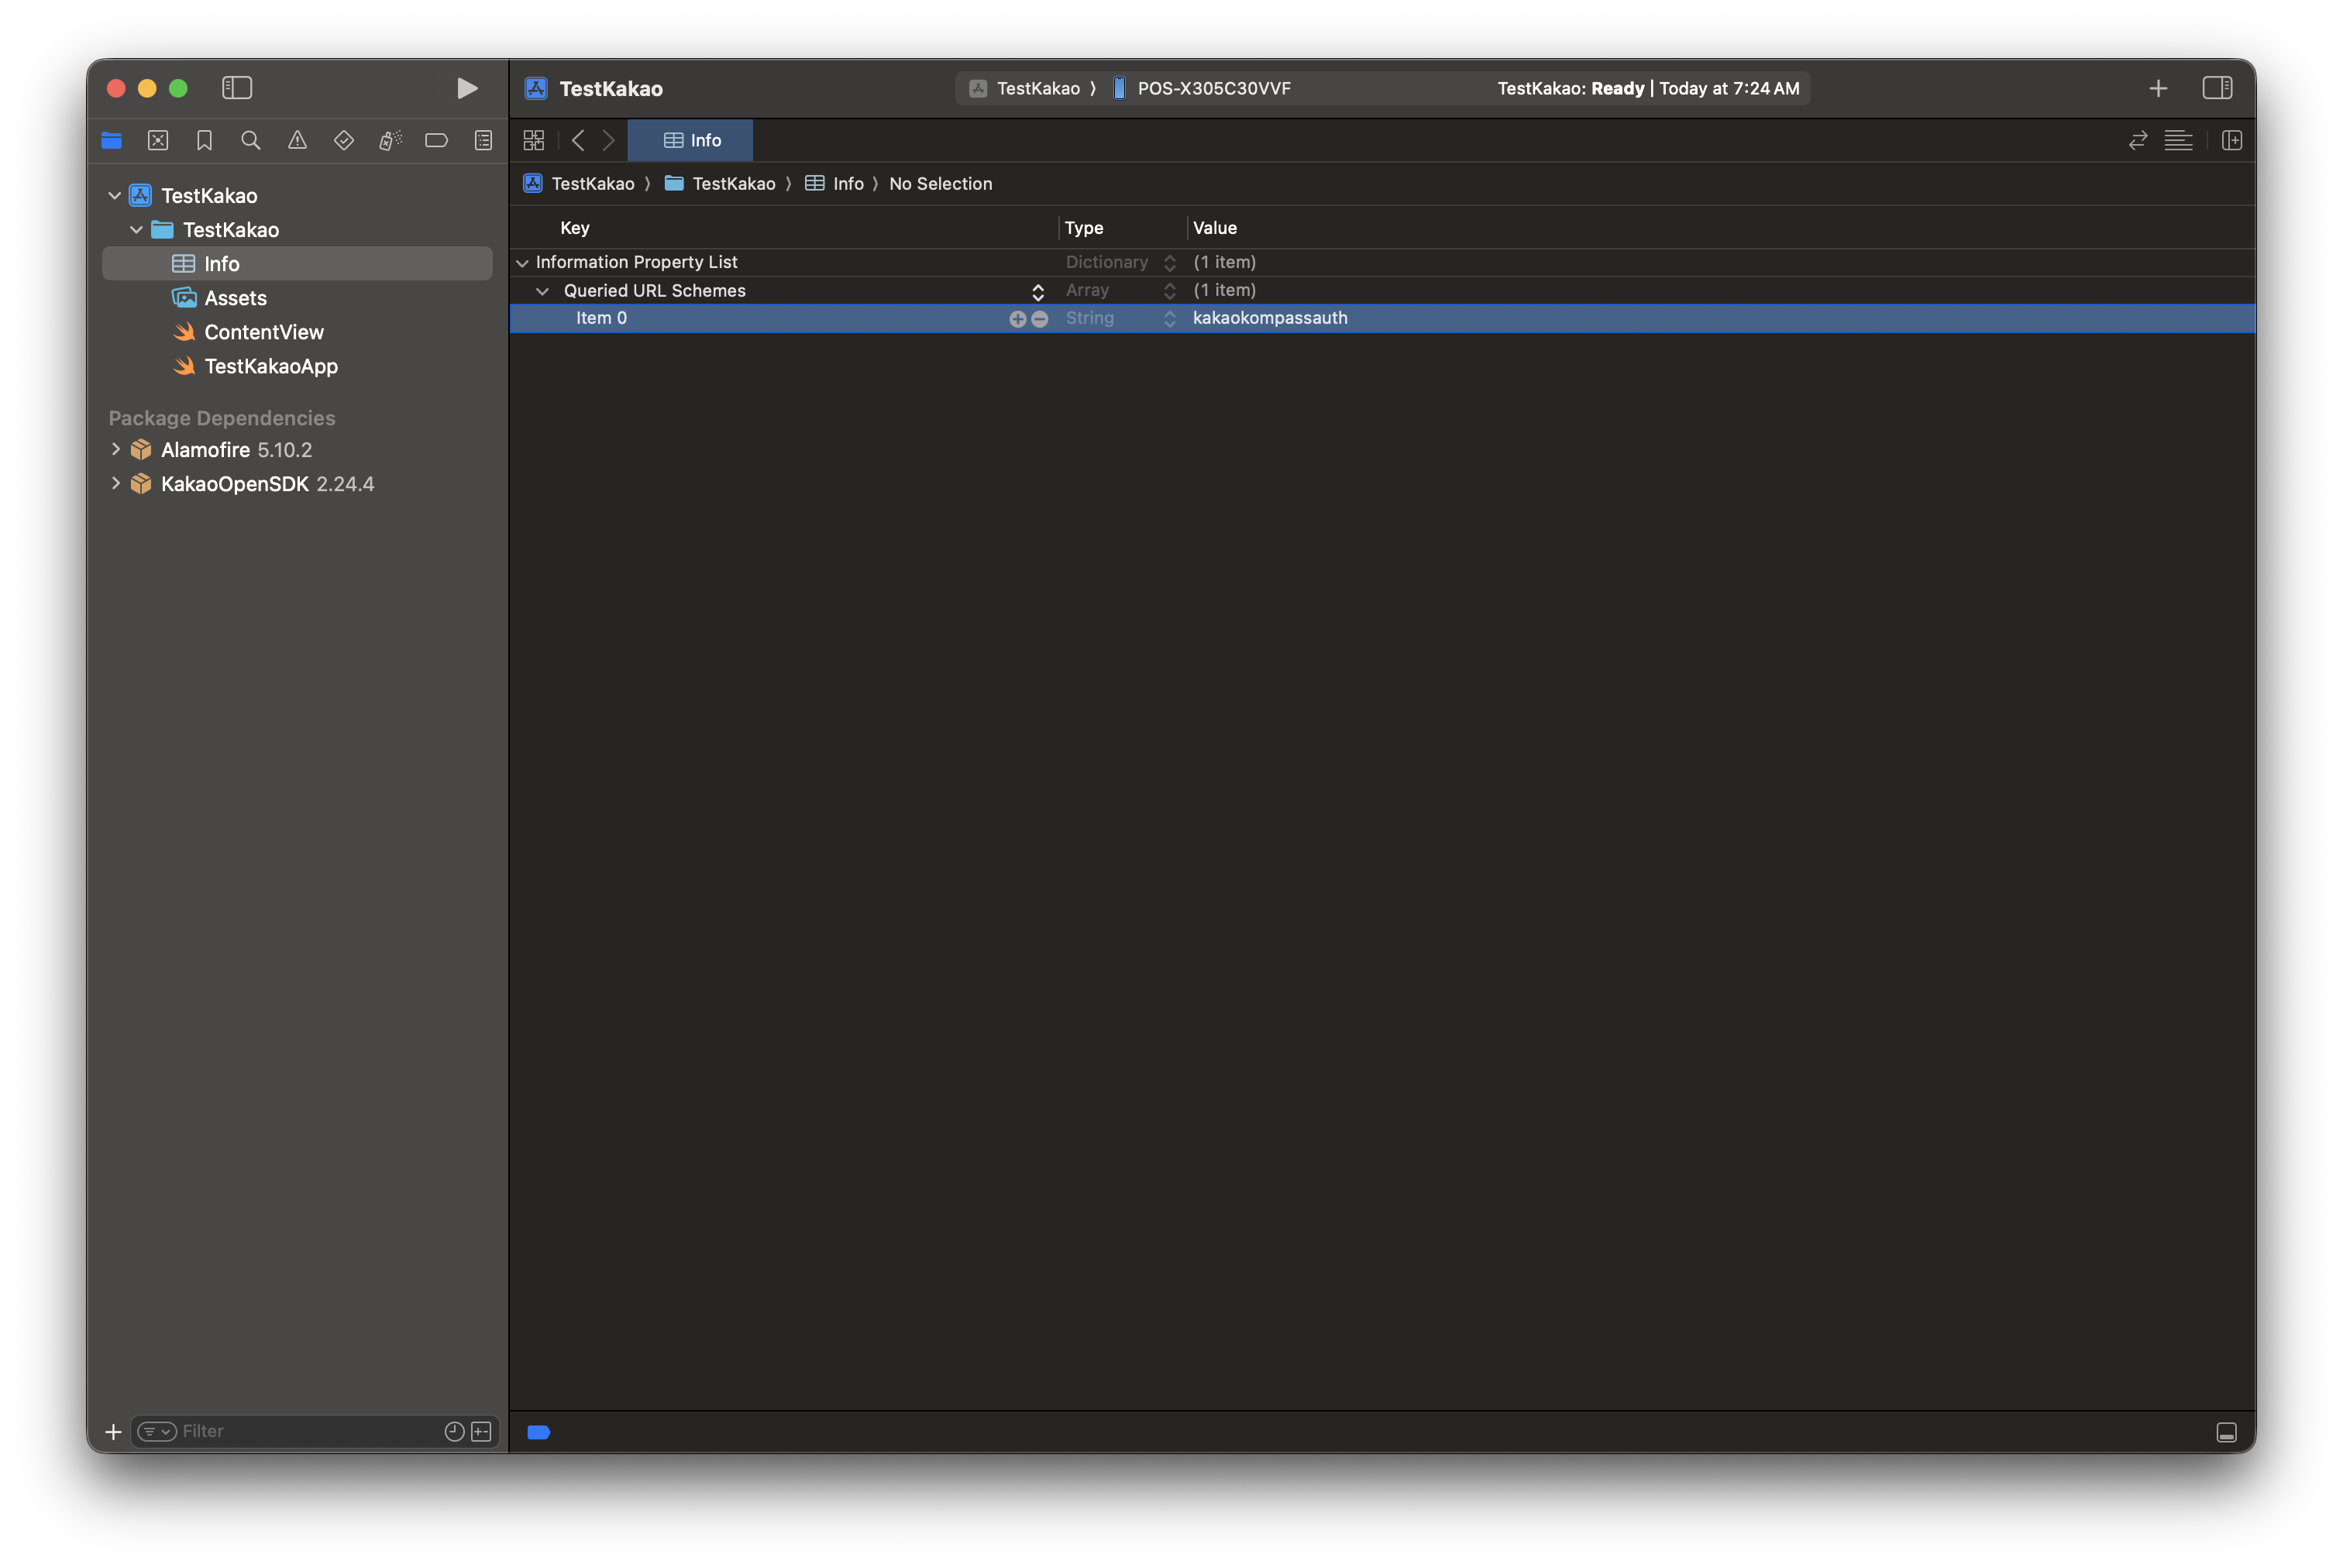 TestKakao
TestKakao 〉 POS-X305C30VVF
TestKakao: Ready | Today at 7:24 AM
Info
TestKakao 〉 TestKakao 〉 Info 〉 No Selection
TestKakao
TestKakao
Info
Assets
ContentView
TestKakaoApp
Package Dependencies
Alamofire 5.10.2
KakaoOpenSDK 2.24.4
Filter
Key Type Value
Information Property List Dictionary (1 item)
Queried URL Schemes Array (1 item)
Item 0 String kakaokompassauth